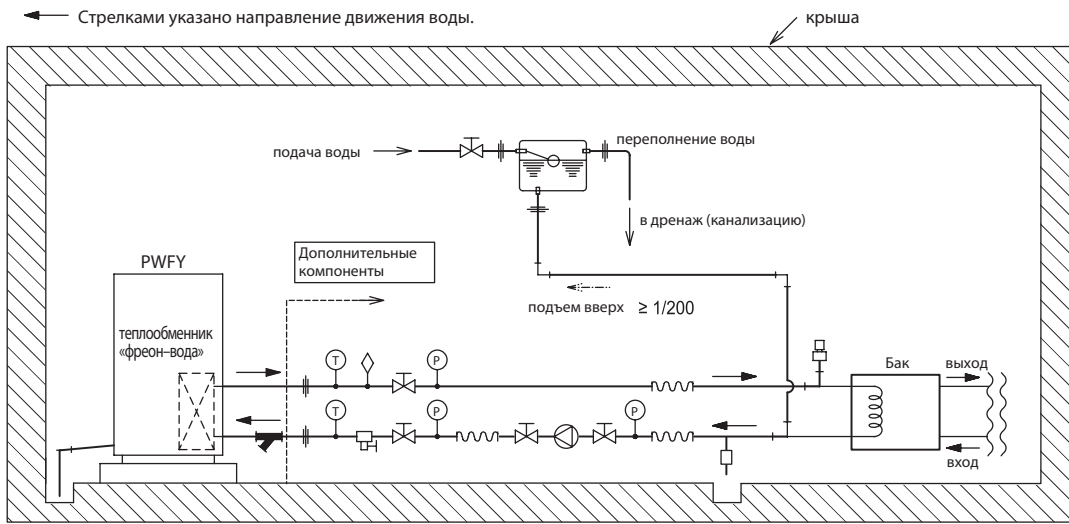 Стрелками указано направление движения воды.
крыша
подача воды
переполнение воды
в дренаж (канализацию)
PWFY
Дополнительные
компоненты
подъем вверх ≥ 1/200
теплообменник
«фреон–вода»
T
P
Бак
выход
T
P
P
вход